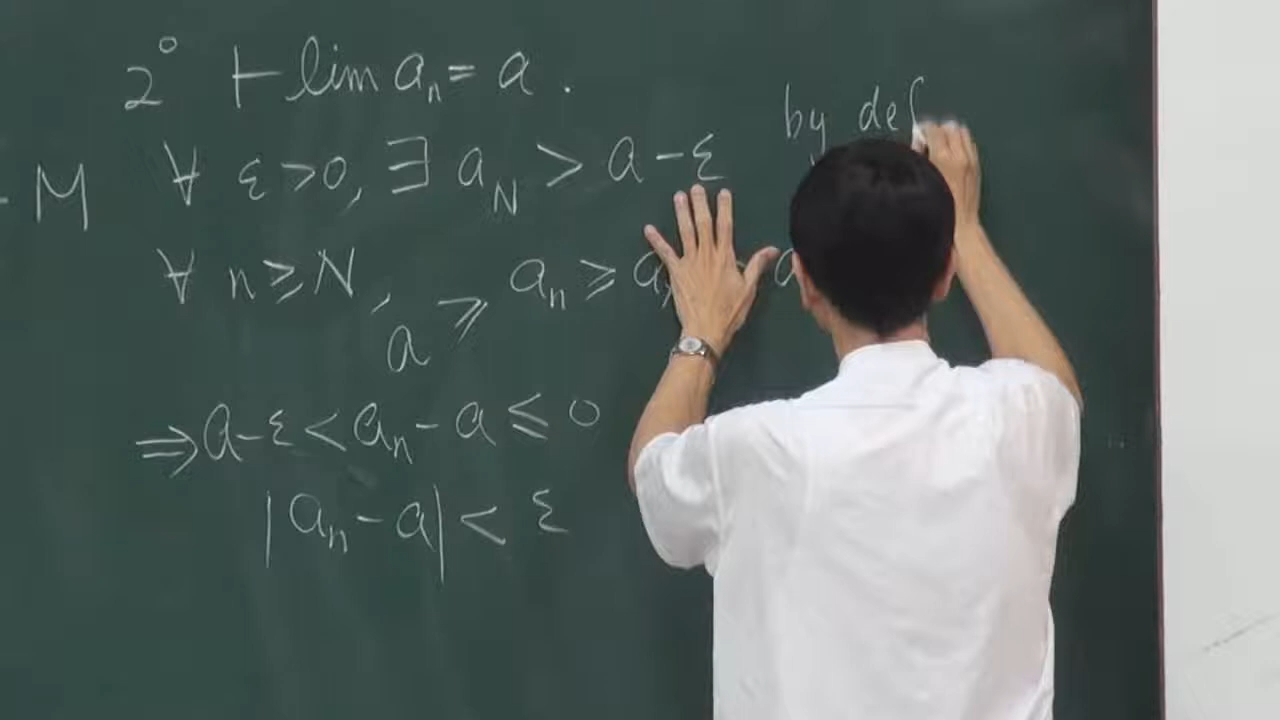 2° ⊢ lim aₙ = a .
by def
- M
∀ ε > 0, ∃ a_N > a - ε
∀ n ≥ N, a ≥ aₙ ≥ a
⇒ a - ε < aₙ - a ≤ 0
|aₙ - a| < ε